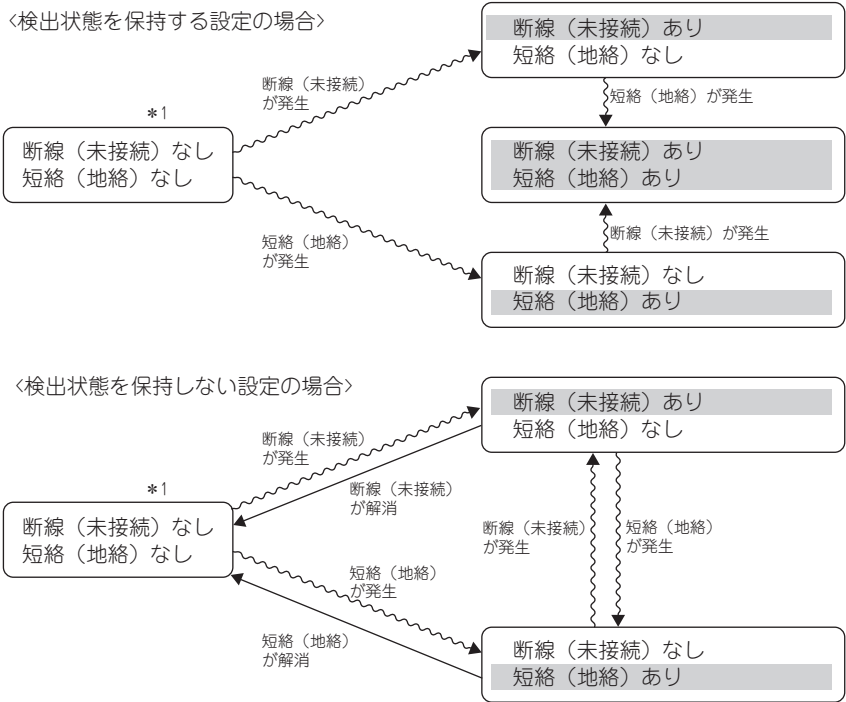 〈検出状態を保持する設定の場合〉
断線（未接続）あり
短絡（地絡）なし
断線（未接続）
が発生
短絡（地絡）が発生
*1
断線（未接続）なし
短絡（地絡）なし
断線（未接続）あり
短絡（地絡）あり
短絡（地絡）
が発生
断線（未接続）が発生
断線（未接続）なし
短絡（地絡）あり
〈検出状態を保持しない設定の場合〉
断線（未接続）あり
短絡（地絡）なし
断線（未接続）
が発生
断線（未接続）
が解消
*1
断線（未接続）なし
短絡（地絡）なし
断線（未接続）
が発生
短絡（地絡）
が発生
短絡（地絡）
が発生
短絡（地絡）
が解消
断線（未接続）なし
短絡（地絡）あり